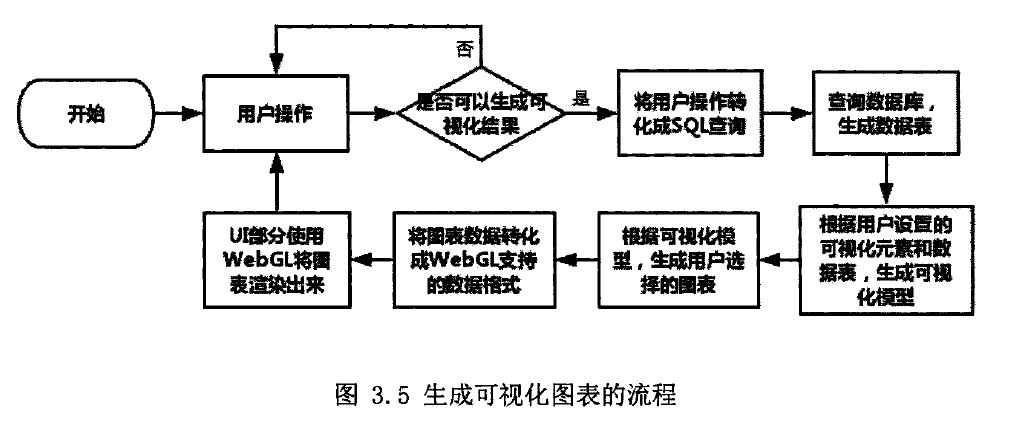 否
开始
用户操作
是否可以生成可
视化结果
是
将用户操作转
化成SQL查询
查询数据库，
生成数据表
UI部分使用
WebGL将图
表渲染出来
将图表数据转化
成WebGL支持
的数据格式
根据可视化模
型，生成用户选
择的图表
根据用户设置的
可视化元素和数
据表，生成可视
化模型
图 3.5 生成可视化图表的流程